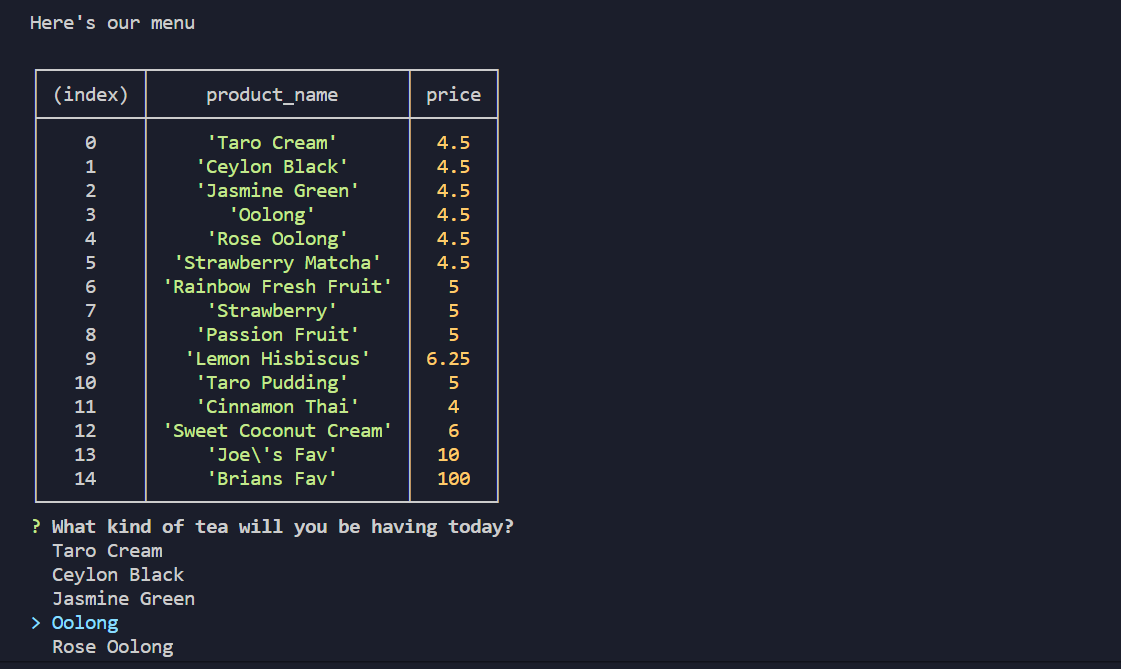 Here's our menu
(index) product_name price
0 'Taro Cream' 4.5
1 'Ceylon Black' 4.5
2 'Jasmine Green' 4.5
3 'Oolong' 4.5
4 'Rose Oolong' 4.5
5 'Strawberry Matcha' 4.5
6 'Rainbow Fresh Fruit' 5
7 'Strawberry' 5
8 'Passion Fruit' 5
9 'Lemon Hisbiscus' 6.25
10 'Taro Pudding' 5
11 'Cinnamon Thai' 4
12 'Sweet Coconut Cream' 6
13 'Joe\'s Fav' 10
14 'Brians Fav' 100
? What kind of tea will you be having today?
Taro Cream
Ceylon Black
Jasmine Green
> Oolong
Rose Oolong